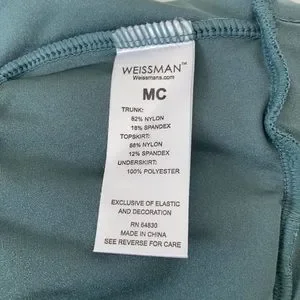 WEISSMAN™
Weissmans.com
MC
TRUNK:
82% NYLON
18% SPANDEX
TOPSKIRT:
88% NYLON
12% SPANDEX
UNDERSKIRT:
100% POLYESTER
EXCLUSIVE OF ELASTIC
AND DECORATION
RN 64830
MADE IN CHINA
SEE REVERSE FOR CARE